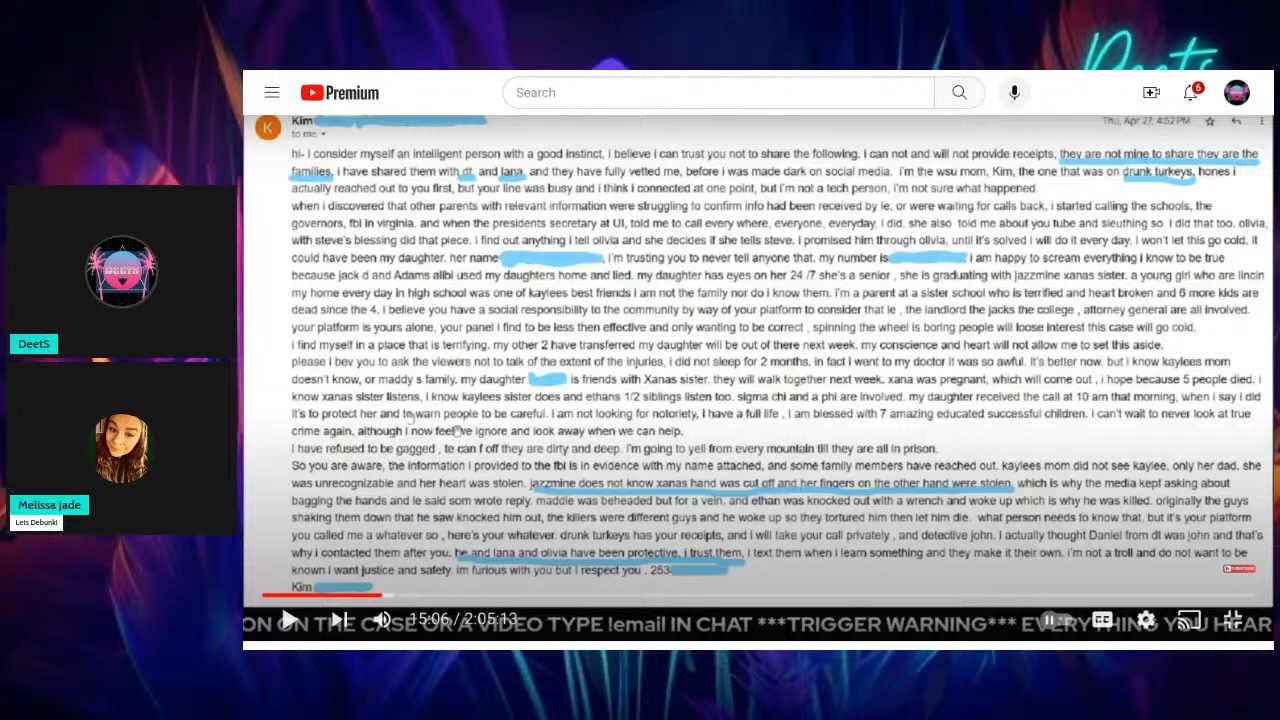 Deets
Premium
Search
6
K
Kim
to me
Thu, Apr 27, 4:52 PM
hi- i consider myself an intelligent person with a good instinct, i believe i can trust you not to share the following. i can not and will not provide receipts, they are not mine to share they are the
families, i have shared them with dt, and lana, and they have fully vetted me, before i was made dark on social media. i'm the wsu mom, Kim, the one that was on drunk turkeys, hones i
actually reached out to you first, but your line was busy and i think i connected at one point, but i'm not a tech person, i'm not sure what happened.
when i discovered that other parents with relevant information were struggling to confirm info had been received by le, or were waiting for calls back, i started calling the schools, the
governors, fbi in virginia. and when the presidents secretary at UI, told me to call every where, everyone, everyday, i did. she also told me about you tube and sleuthing so i did that too. olivia,
with steve's blessing did that piece. i find out anything i tell olivia and she decides if she tells steve. i promised him through olivia, until it's solved i will do it every day, i won't let this go cold. it
could have been my daughter. her name , i'm trusting you to never tell anyone that. my number is i am happy to scream everything i know to be true
because jack d and Adams alibi used my daughters home and lied. my daughter has eyes on her 24 /7 she's a senior , she is graduating with jazzmine xanas sister. a young girl who are lincin
my home every day in high school was one of kaylees best friends i am not the family nor do i know them. i'm a parent at a sister school who is terrified and heart broken and 6 more kids are
dead since the 4. i believe you have a social responsibility to the community by way of your platform to consider that le , the landlord the jacks the college , attorney general are all involved.
your platform is yours alone, your panel i find to be less then effective and only wanting to be correct , spinning the wheel is boring people will loose interest this case will go cold.
i find myself in a place that is terrifying. my other 2 have transferred my daughter will be out of there next week. my conscience and heart will not allow me to set this aside.
please i bev you to ask the viewers not to talk of the extent of the injuries, i did not sleep for 2 months. in fact i went to my doctor it was so awful. it's better now. but i know kaylees mom
doesn't know, or maddy s family. my daughter is friends with Xanas sister. they will walk together next week. xana was pregnant, which will come out , i hope because 5 people died. i
know xanas sister listens, i know kaylees sister does and ethans 1/2 siblings listen too. sigma chi and a phi are involved. my daughter received the call at 10 am that morning, when i say i did
it's to protect her and to warn people to be careful. i am not looking for notoriety, i have a full life , i am blessed with 7 amazing educated successful children. i can't wait to never look at true
crime again, although i now feel we ignore and look away when we can help.
I have refused to be gagged , te can f off they are dirty and deep. i'm going to yell from every mountain till they are all in prison.
So you are aware, the information i provided to the fbi is in evidence with my name attached, and some family members have reached out. kaylees mom did not see kaylee, only her dad. she
was unrecognizable and her heart was stolen. jazzmine does not know xanas hand was cut off and her fingers on the other hand were stolen, which is why the media kept asking about
bagging the hands and le said som wrote reply. maddie was beheaded but for a vein. and ethan was knocked out with a wrench and woke up which is why he was killed. originally the guys
shaking them down that he saw knocked him out, the killers were different guys and he woke up so they tortured him then let him die. what person needs to know that, but it's your platform
you called me a whatever so , here's your whatever. drunk turkeys has your receipts, and i will take your call privately , and detective john. i actually thought Daniel from dt was john and that's
why i contacted them after you. he and lana and olivia have been protective. i trust them, i text them when i learn something and they make it their own. i'm not a troll and do not want to be
known i want justice and safety. im furious with you but I respect you . 253
Kim
SUBSCRIBE
15:06 / 2:05:13
ON ON THE CASE OR A VIDEO TYPE !email IN CHAT ***TRIGGER WARNING*** EVERYTHING YOU HEAR
DEETS
DeetS
Melissa Jade
Lets Debunk!